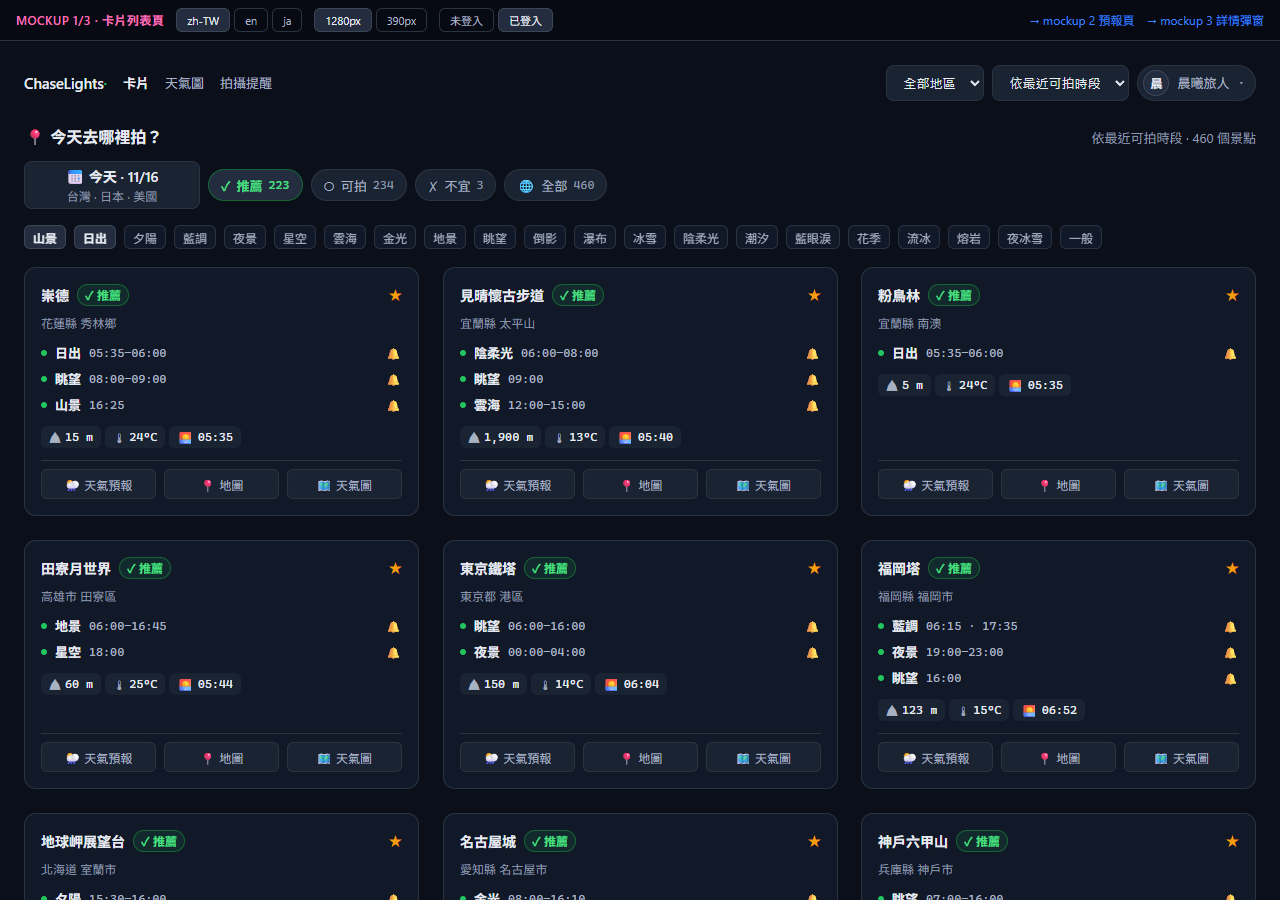 MOCKUP 1/3 · 卡片列表頁 zh-TW en ja 1280px 390px 未登入 已登入 → mockup 2 預報頁 → mockup 3 詳情彈窗
ChaseLights· 卡片 天氣圖 拍攝提醒 全部地區 依最近可拍時段 晨 晨曦旅人
今天去哪裡拍？ 依最近可拍時段 · 460 個景點
今天 · 11/16
台灣 · 日本 · 美國
✓ 推薦 223 ○ 可拍 234 ✗ 不宜 3 全部 460
山景 日出 夕陽 藍調 夜景 星空 雲海 金光 地景 眺望 倒影 瀑布 冰雪 陰柔光 潮汐 藍眼淚 花季 流冰 熔岩 夜冰雪 一般
崇德 ✓ 推薦 ★
花蓮縣 秀林鄉
日出 05:35–06:00
眺望 08:00–09:00
山景 16:25
15 m 24°C 05:35
天氣預報 地圖 天氣圖
見晴懷古步道 ✓ 推薦 ★
宜蘭縣 太平山
陰柔光 06:00–08:00
眺望 09:00
雲海 12:00–15:00
1,900 m 13°C 05:40
天氣預報 地圖 天氣圖
粉鳥林 ✓ 推薦 ★
宜蘭縣 南澳
日出 05:35–06:00
5 m 24°C 05:35
天氣預報 地圖 天氣圖
田寮月世界 ✓ 推薦 ★
高雄市 田寮區
地景 06:00–16:45
星空 18:00
60 m 25°C 05:44
天氣預報 地圖 天氣圖
東京鐵塔 ✓ 推薦 ★
東京都 港區
眺望 06:00–16:00
夜景 00:00–04:00
150 m 14°C 06:04
天氣預報 地圖 天氣圖
福岡塔 ✓ 推薦 ★
福岡縣 福岡市
藍調 06:15 · 17:35
夜景 19:00–23:00
眺望 16:00
123 m 15°C 06:52
天氣預報 地圖 天氣圖
地球岬展望台 ✓ 推薦 ★
北海道 室蘭市
夕陽 15:30–16:00
名古屋城 ✓ 推薦 ★
愛知縣 名古屋市
金光 08:00–16:10
神戶六甲山 ✓ 推薦 ★
兵庫縣 神戶市
眺望 07:00–16:00